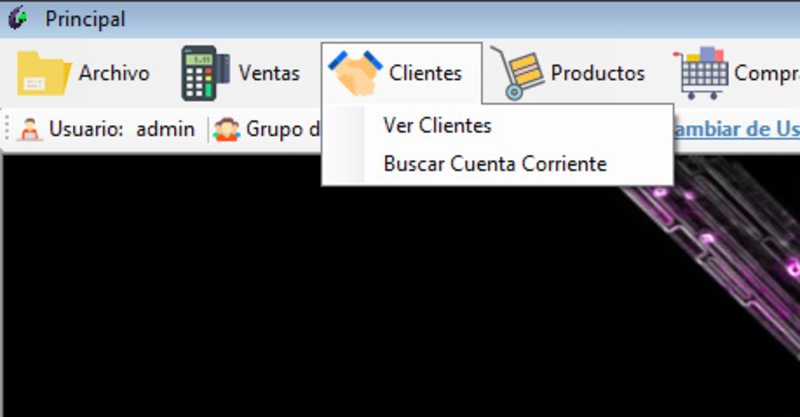 Principal
Archivo Ventas Clientes Productos Compra
Usuario: admin Grupo d ambiar de Us
Ver Clientes
Buscar Cuenta Corriente